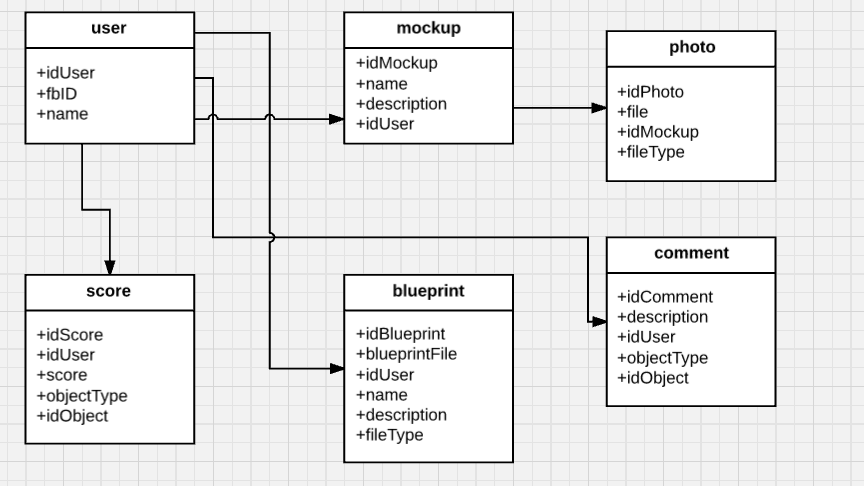 user
+idUser
+fbID
+name
mockup
+idMockup
+name
+description
+idUser
photo
+idPhoto
+file
+idMockup
+fileType
score
+idScore
+idUser
+score
+objectType
+idObject
blueprint
+idBlueprint
+blueprintFile
+idUser
+name
+description
+fileType
comment
+idComment
+description
+idUser
+objectType
+idObject